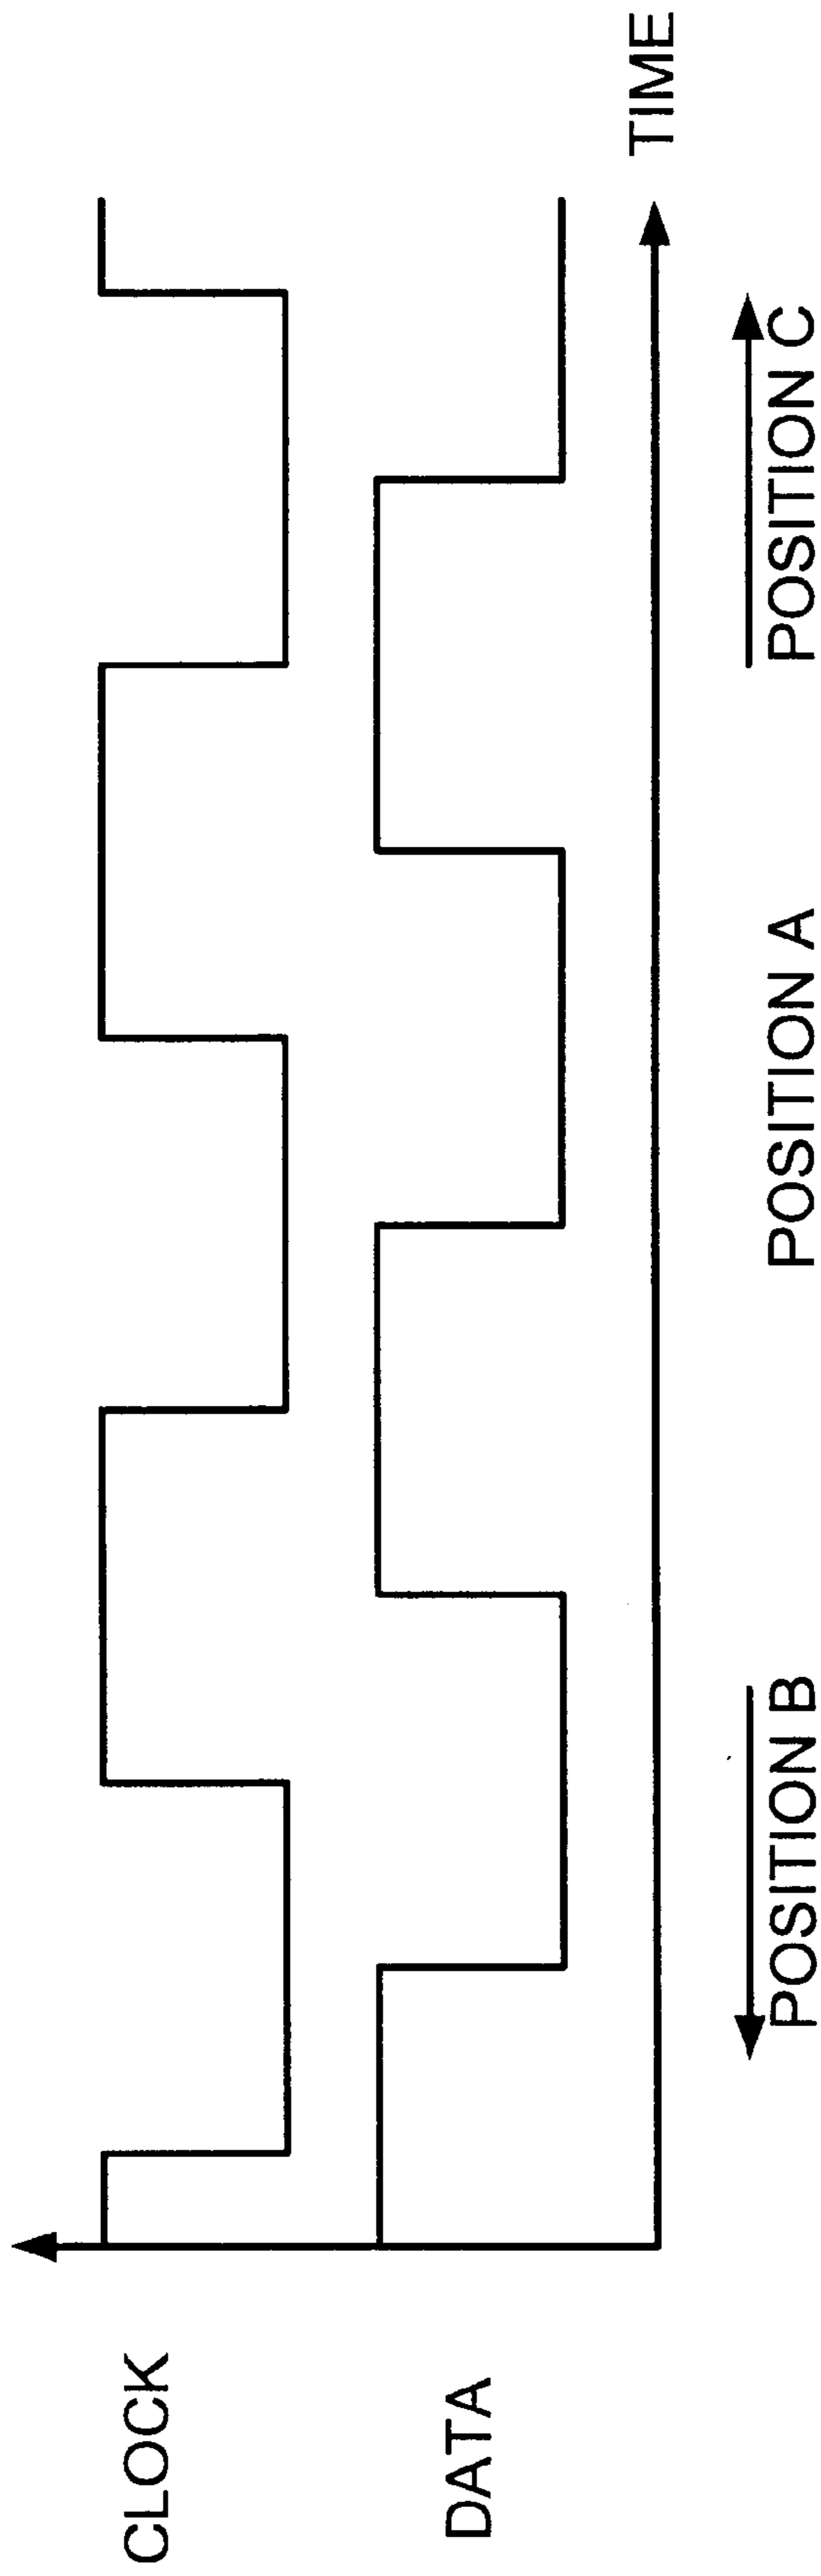 CLOCK
DATA
TIME
POSITION B
POSITION A
POSITION C